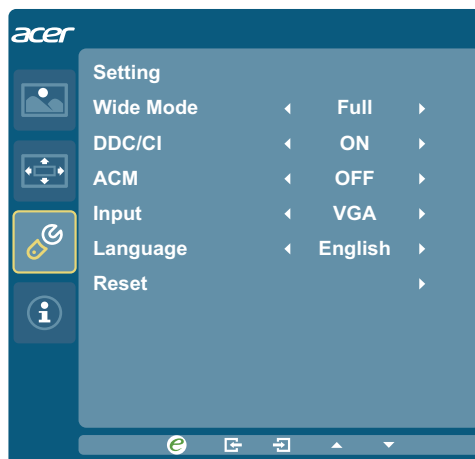 acer
Setting
Wide Mode Full
DDC/CI ON
ACM OFF
Input VGA
Language English
Reset
e